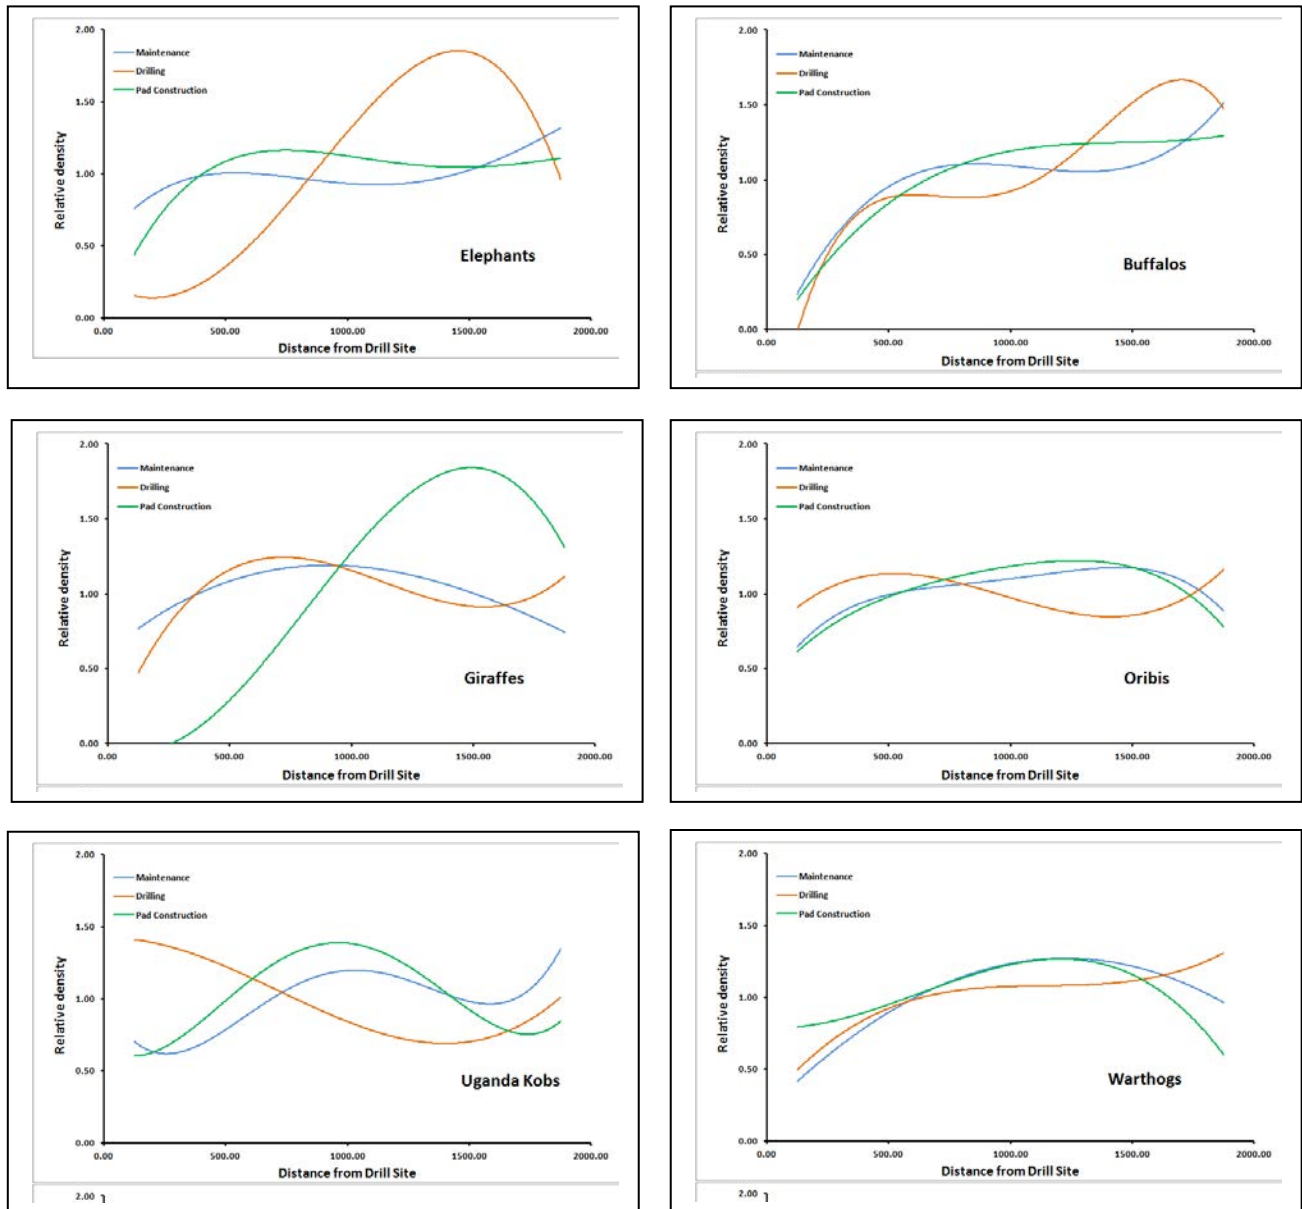 2.00
1.50
1.00
0.50
0.00
Relative density
Maintenance
Drilling
Pad Construction
Elephants
0.00 500.00 1000.00 1500.00 2000.00
Distance from Drill Site
2.00
1.50
1.00
0.50
0.00
Relative density
Maintenance
Drilling
Pad Construction
Buffalos
0.00 500.00 1000.00 1500.00 2000.00
Distance from Drill Site
2.00
1.50
1.00
0.50
0.00
Relative density
Maintenance
Drilling
Pad Construction
Giraffes
0.00 500.00 1000.00 1500.00 2000.00
Distance from Drill Site
2.00
1.50
1.00
0.50
0.00
Relative density
Maintenance
Drilling
Pad Construction
Oribis
0.00 500.00 1000.00 1500.00 2000.00
Distance from Drill Site
2.00
1.50
1.00
0.50
0.00
Relative density
Maintenance
Drilling
Pad Construction
Uganda Kobs
0.00 500.00 1000.00 1500.00 2000.00
Distance from Drill Site
2.00
2.00
1.50
1.00
0.50
0.00
Relative density
Maintenance
Drilling
Pad Construction
Warthogs
0.00 500.00 1000.00 1500.00 2000.00
Distance from Drill Site
2.00